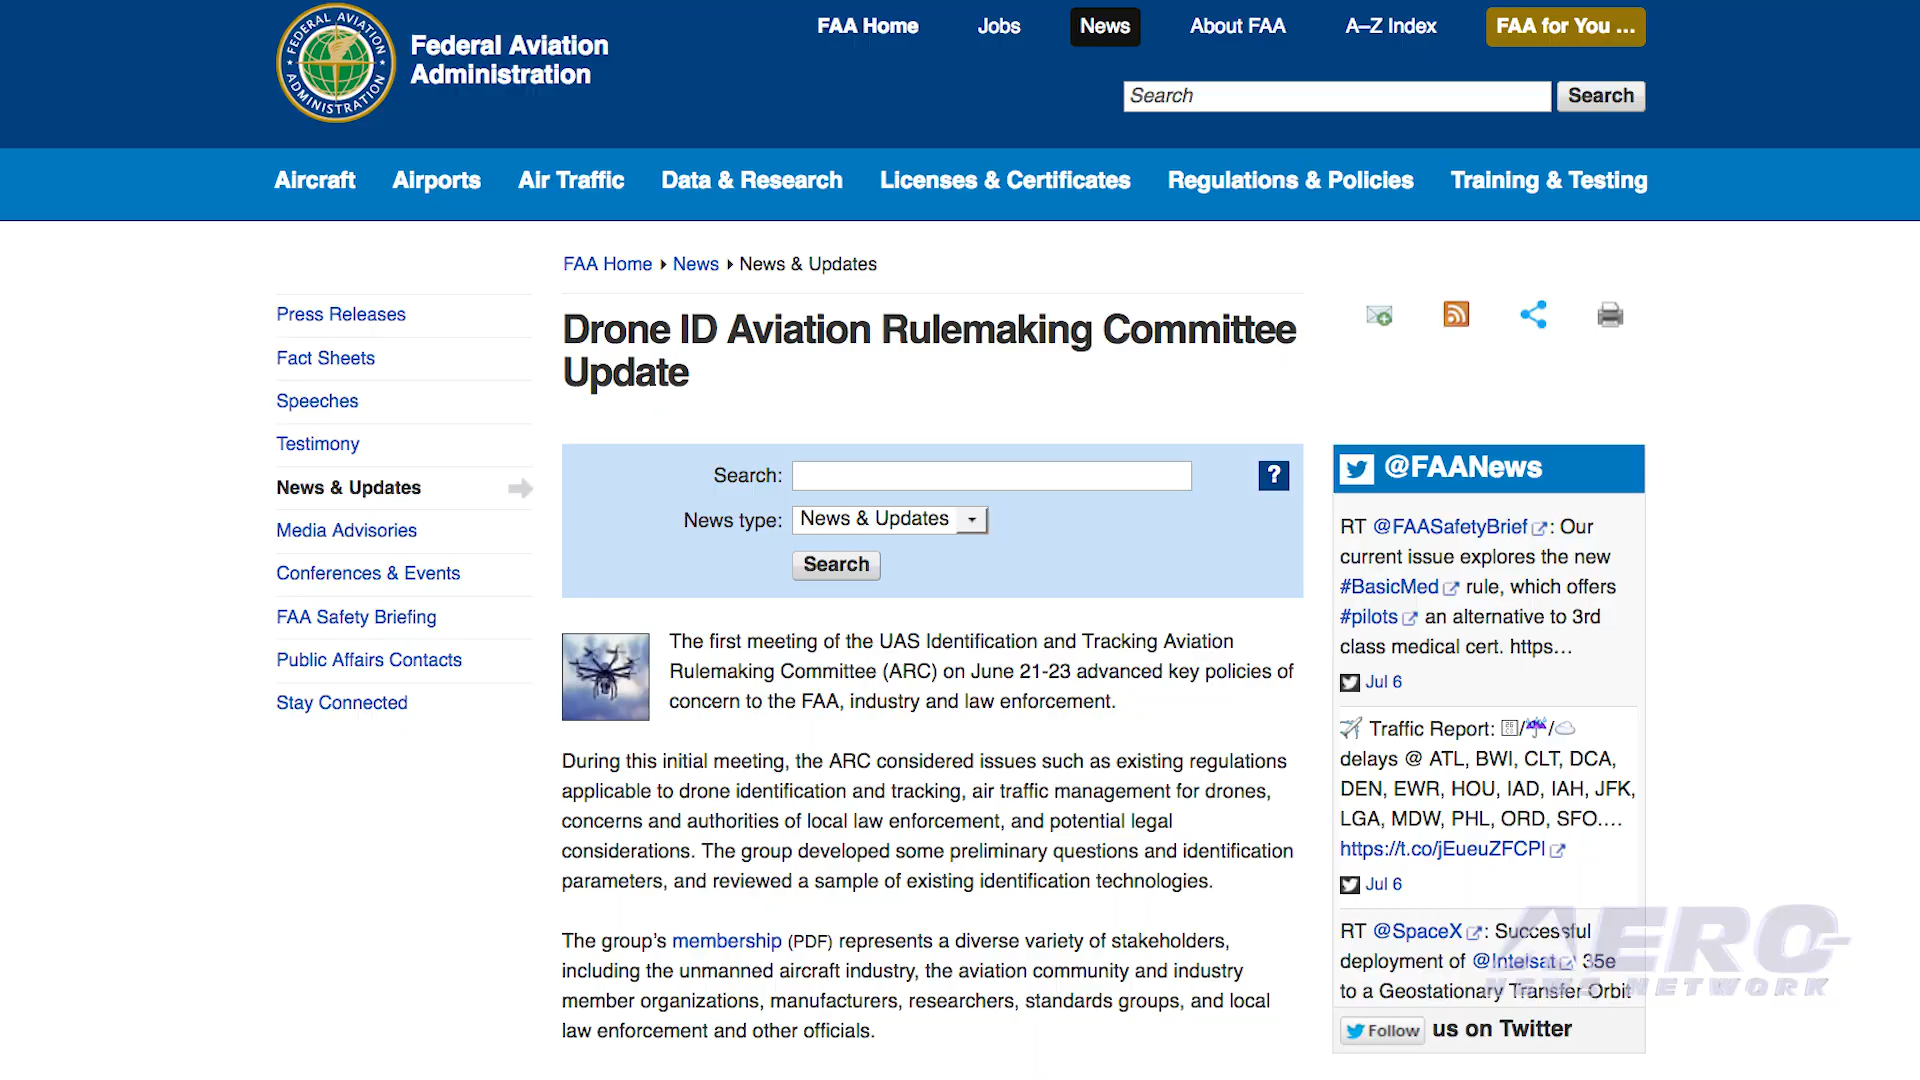 FEDERAL AVIATION ADMINISTRATION
Federal Aviation
Administration
FAA Home
Jobs
News
About FAA
A–Z Index
FAA for You ...
Search
Search
Aircraft
Airports
Air Traffic
Data & Research
Licenses & Certificates
Regulations & Policies
Training & Testing
FAA Home
News
News & Updates
Press Releases
Fact Sheets
Speeches
Testimony
News & Updates
Media Advisories
Conferences & Events
FAA Safety Briefing
Public Affairs Contacts
Stay Connected
Drone ID Aviation Rulemaking Committee
Update
Search:
?
News type:
News & Updates
Search
The first meeting of the UAS Identification and Tracking Aviation
Rulemaking Committee (ARC) on June 21-23 advanced key policies of
concern to the FAA, industry and law enforcement.
During this initial meeting, the ARC considered issues such as existing regulations
applicable to drone identification and tracking, air traffic management for drones,
concerns and authorities of local law enforcement, and potential legal
considerations. The group developed some preliminary questions and identification
parameters, and reviewed a sample of existing identification technologies.
The group's membership (PDF) represents a diverse variety of stakeholders,
including the unmanned aircraft industry, the aviation community and industry
member organizations, manufacturers, researchers, standards groups, and local
law enforcement and other officials.
@FAANews
RT @FAASafetyBrief: Our
current issue explores the new
#BasicMed rule, which offers
#pilots an alternative to 3rd
class medical cert. https…
Jul 6
Traffic Report: /☔/☁
delays @ ATL, BWI, CLT, DCA,
DEN, EWR, HOU, IAD, IAH, JFK,
LGA, MDW, PHL, ORD, SFO.…
https://t.co/jEueuZFCPl
Jul 6
RT @SpaceX: Successful
deployment of @Intelsat 35e
to a Geostationary Transfer Orbit
Follow us on Twitter
AERO-
NEWS NETWORK